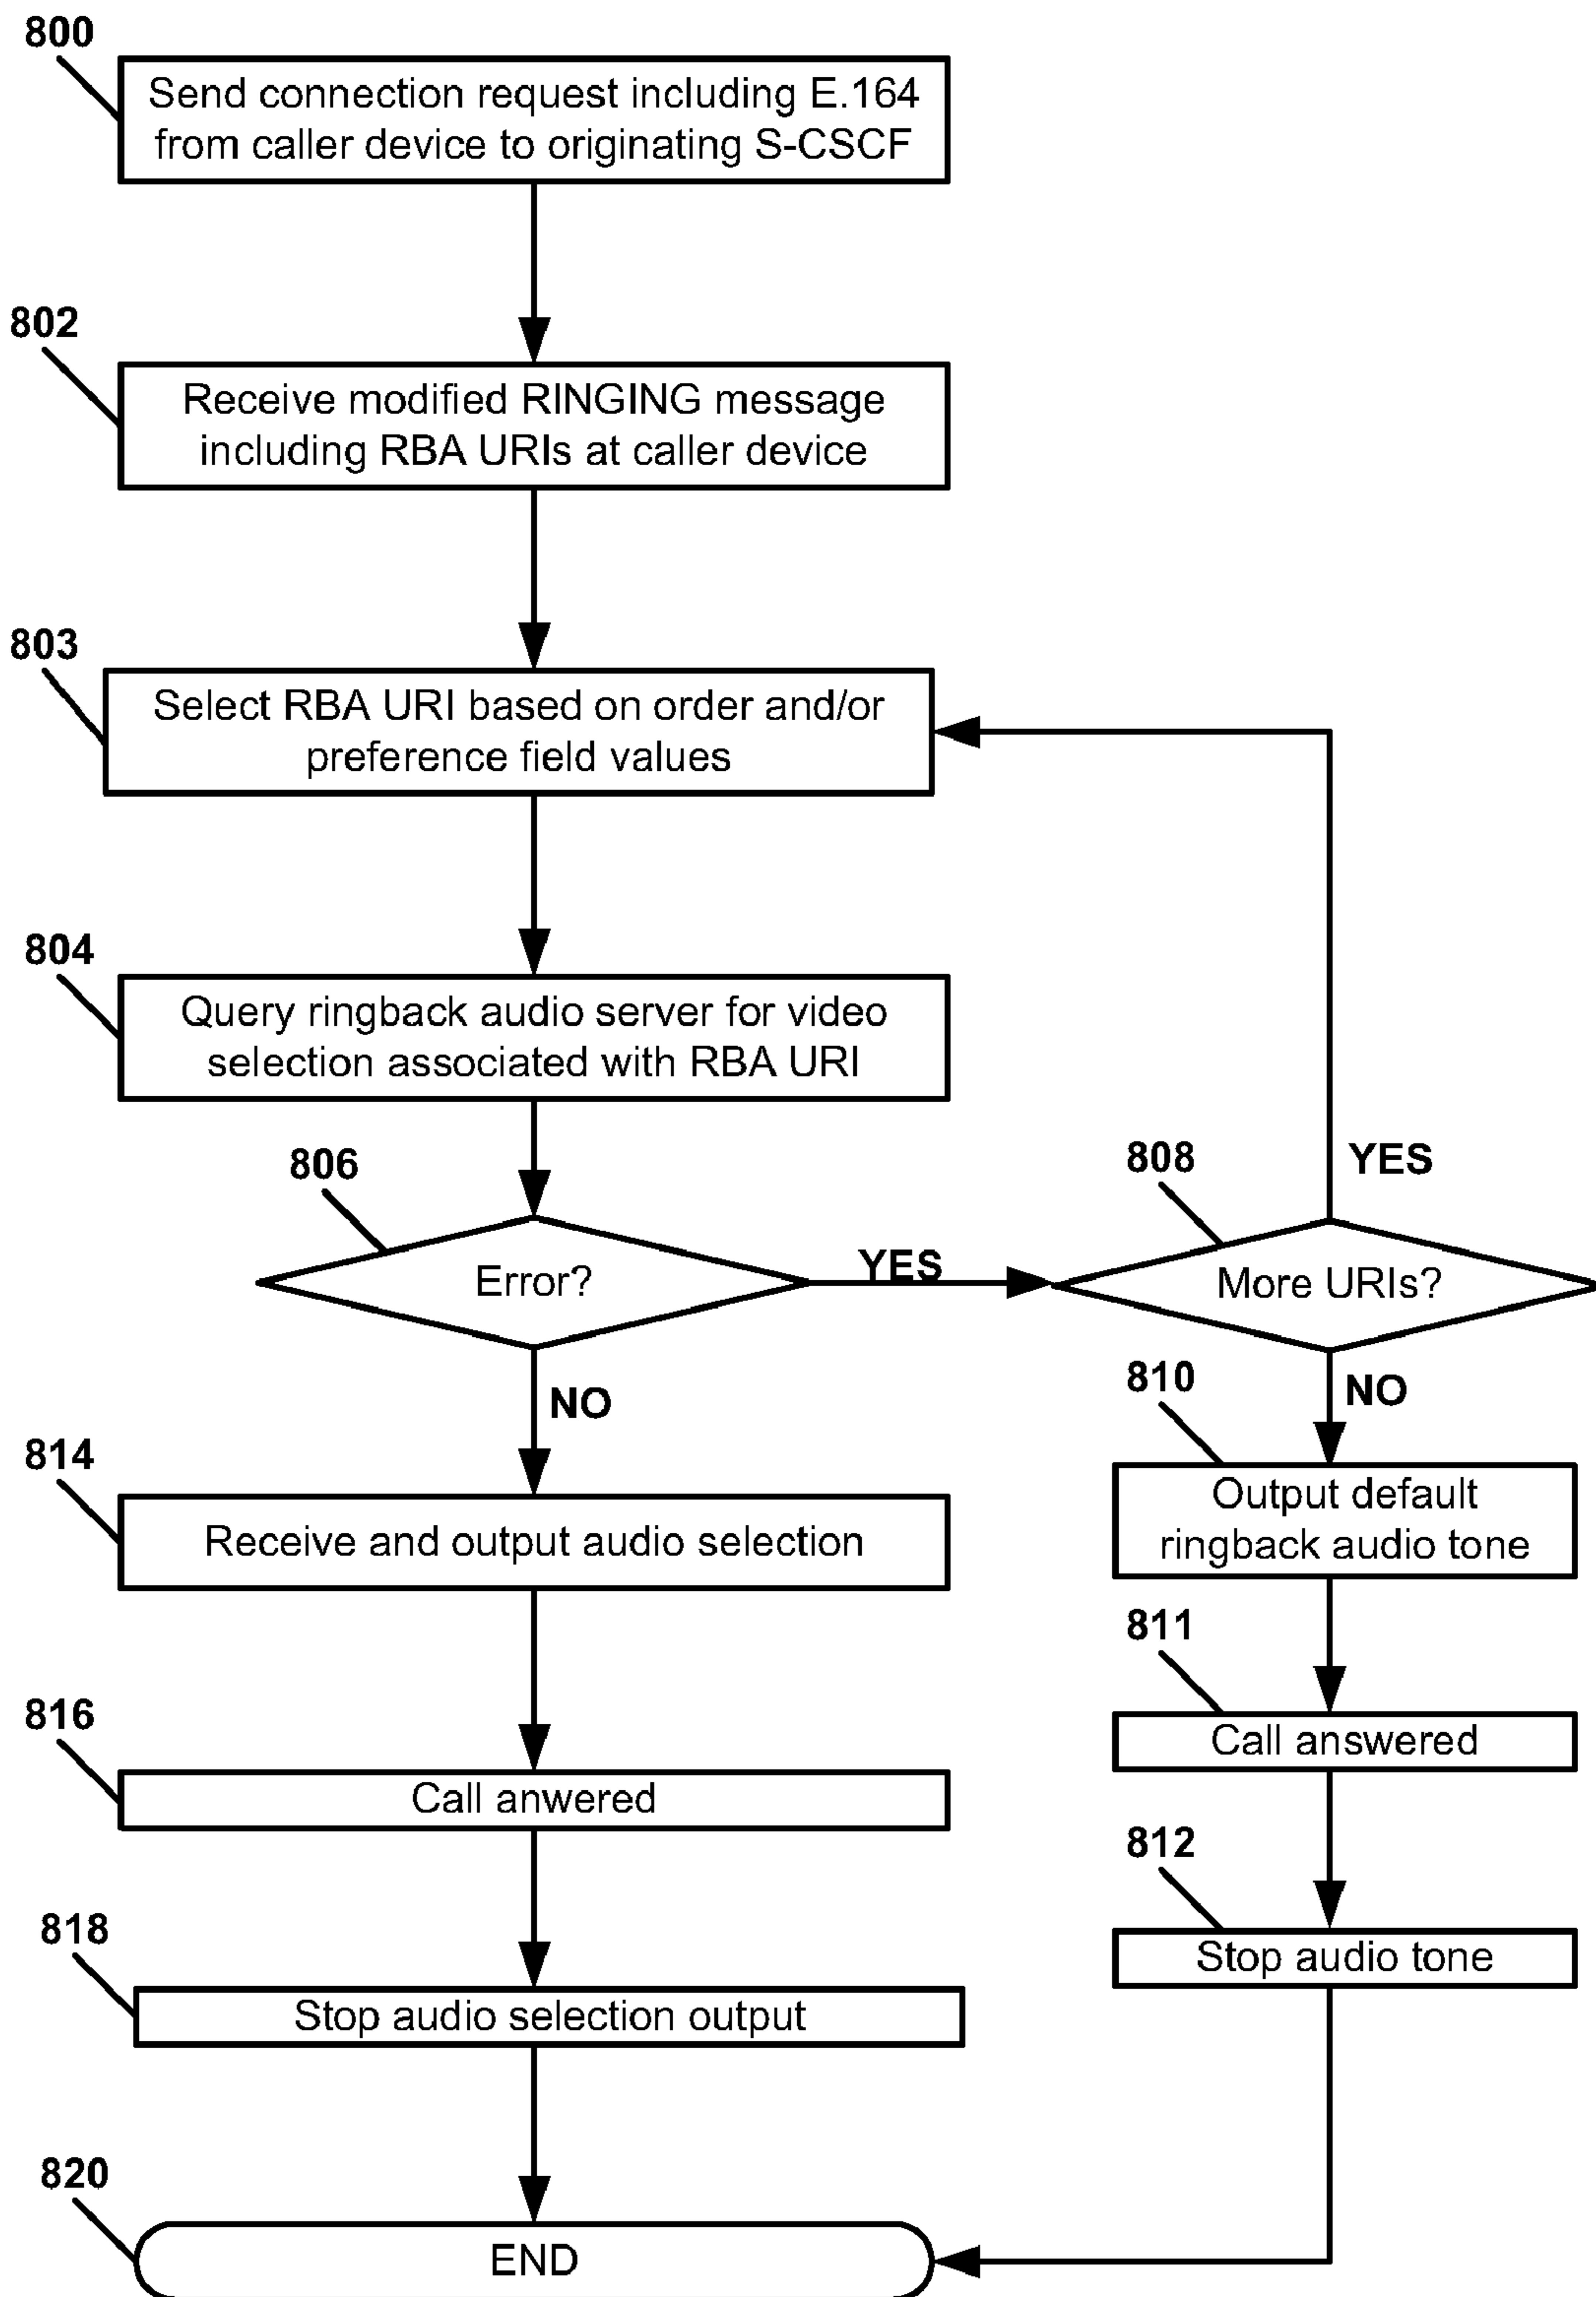 800
Send connection request including E.164
from caller device to originating S-CSCF
802
Receive modified RINGING message
including RBA URIs at caller device
803
Select RBA URI based on order and/or
preference field values
804
Query ringback audio server for video
selection associated with RBA URI
806
Error?
YES
NO
808
More URIs?
YES
NO
810
Output default
ringback audio tone
811
Call answered
812
Stop audio tone
814
Receive and output audio selection
816
Call anwered
818
Stop audio selection output
820
END